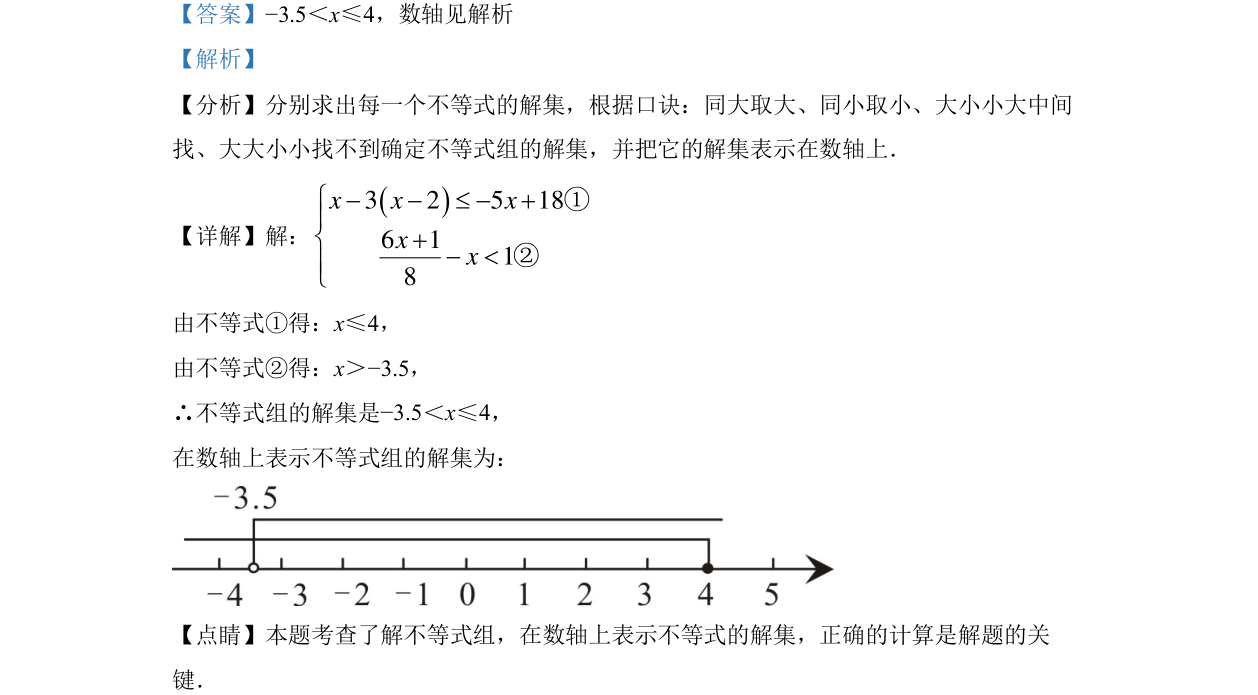 【答案】−3.5＜x≤4，数轴见解析
【解析】
【分析】分别求出每一个不等式的解集，根据口诀：同大取大、同小取小、大小小大中间
找、大大小小找不到确定不等式组的解集，并把它的解集表示在数轴上．
【详解】解：{x−3(x−2)≤−5x+18①
(6x+1)/8−x<1②
由不等式①得：x≤4，
由不等式②得：x＞−3.5，
∴不等式组的解集是−3.5＜x≤4，
在数轴上表示不等式组的解集为：
−3.5
−4 −3 −2 −1 0 1 2 3 4 5
【点睛】本题考查了解不等式组，在数轴上表示不等式的解集，正确的计算是解题的关
键．